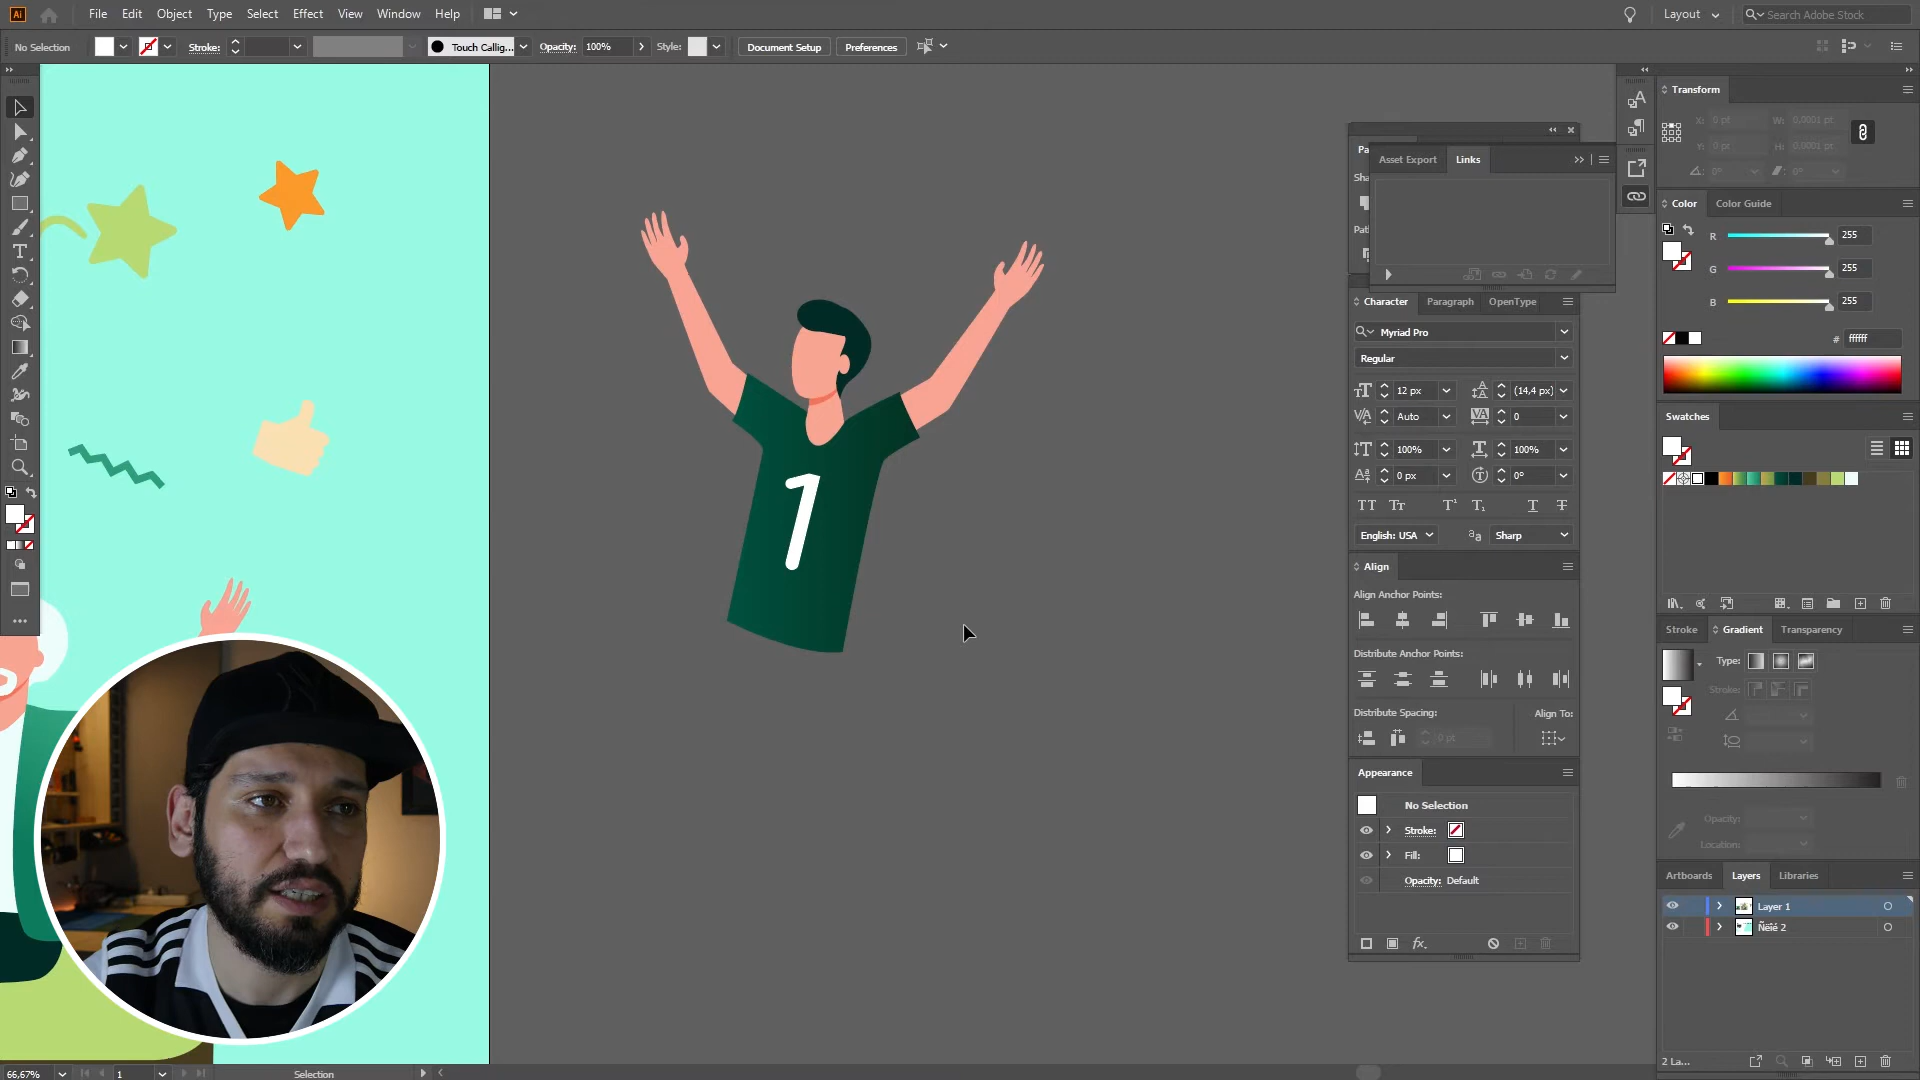 Ai File Edit Object Type Select Effect View Window Help Layout Search Adobe Stock
No Selection Stroke: Touch Callig... Opacity: 100% Style: Document Setup Preferences
Transform
X: 0 pt W: 0,0001 pt
Y: 0 pt H: 0,0001 pt
0° 0°
Asset Export Links
Color Color Guide
R 255
G 255
B 255
# ffffff
Character Paragraph OpenType
Myriad Pro
Regular
12 px (14,4 px)
Auto 0
100% 100%
0 px 0°
English: USA Sharp
Swatches
Align
Align Anchor Points:
Distribute Anchor Points:
Distribute Spacing: Align To:
0 pt
Stroke Gradient Transparency
Type:
Stroke:
Opacity:
Location:
Appearance
No Selection
Stroke:
Fill:
Opacity: Default
Artboards Layers Libraries
Layer 1
Ñëîé 2
2 La...
1
66,67% 1 Selection